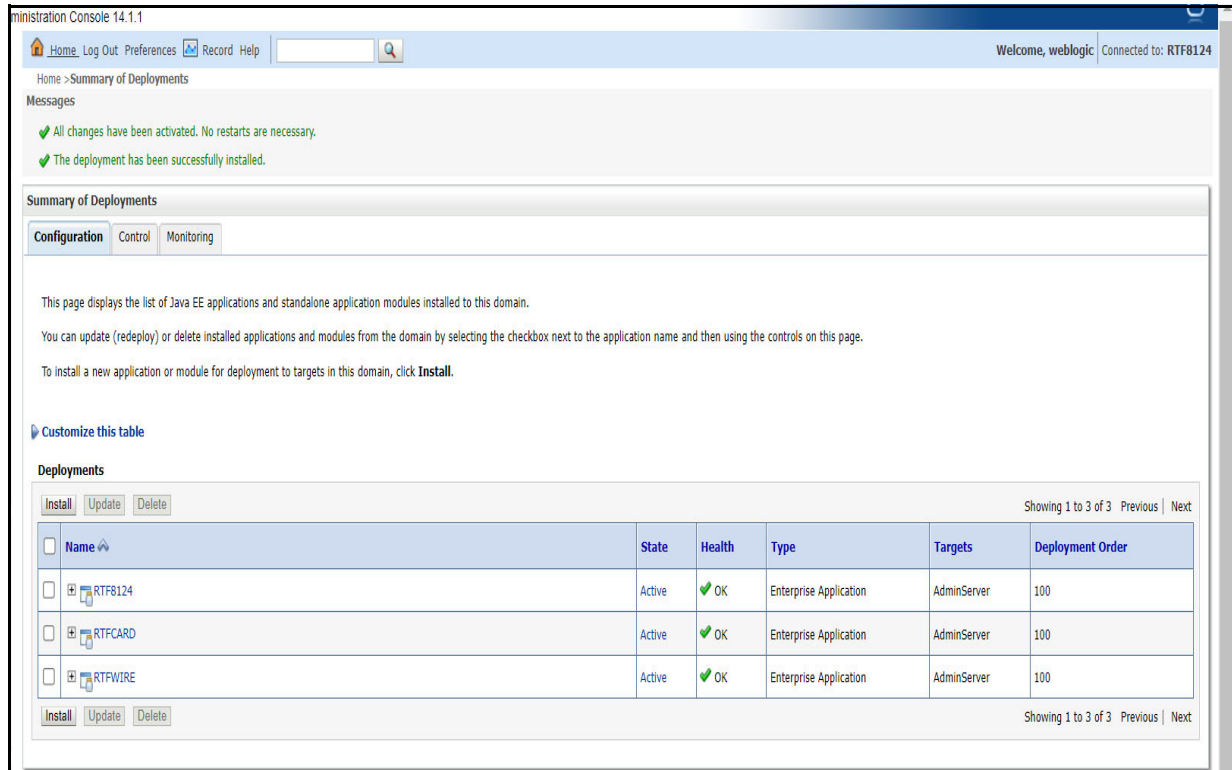 ministration Console 14.1.1
Home Log Out Preferences Record Help
Welcome, weblogic Connected to: RTF8124
Home >Summary of Deployments
Messages
All changes have been activated. No restarts are necessary.
The deployment has been successfully installed.
Summary of Deployments
Configuration Control Monitoring
This page displays the list of Java EE applications and standalone application modules installed to this domain.
You can update (redeploy) or delete installed applications and modules from the domain by selecting the checkbox next to the application name and then using the controls on this page.
To install a new application or module for deployment to targets in this domain, click Install.
Customize this table
Deployments
Install Update Delete Showing 1 to 3 of 3 Previous | Next
Name State Health Type Targets Deployment Order
RTF8124 Active OK Enterprise Application AdminServer 100
RTFCARD Active OK Enterprise Application AdminServer 100
RTFWIRE Active OK Enterprise Application AdminServer 100
Install Update Delete Showing 1 to 3 of 3 Previous | Next